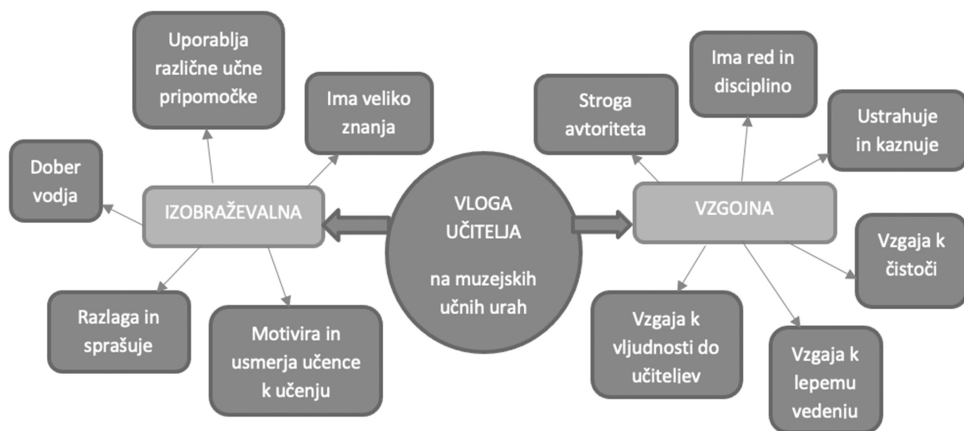 Uporablja
različne učne
pripomočke
Ima veliko
znanja
Dober
vodja
IZOBRAŽEVALNA
Razlaga in
sprašuje
Motivira in
usmerja učence
k učenju
VLOGA
UČITELJA
na muzejskih
učnih urah
Stroga
avtoriteta
Ima red in
disciplino
Ustrahuje
in kaznuje
VZGOJNA
Vzgaja k
čistoči
Vzgaja k
vljudnosti do
učiteljev
Vzgaja k
lepemu
vedenju